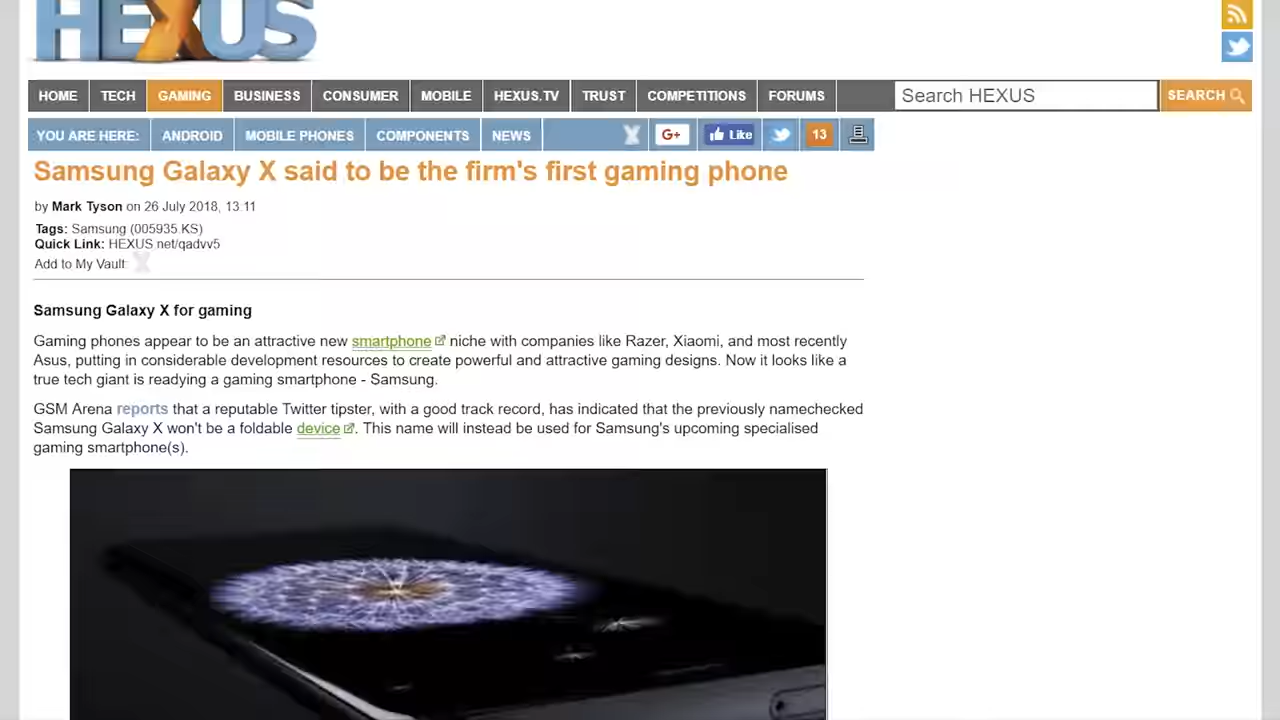 HEXUS
HOME TECH GAMING BUSINESS CONSUMER MOBILE HEXUS.TV TRUST COMPETITIONS FORUMS Search HEXUS SEARCH
YOU ARE HERE: ANDROID MOBILE PHONES COMPONENTS NEWS G+ Like 13
Samsung Galaxy X said to be the firm's first gaming phone
by Mark Tyson on 26 July 2018, 13 11
Tags: Samsung (005935.KS)
Quick Link: HEXUS net/qadvv5
Add to My Vault X
Samsung Galaxy X for gaming
Gaming phones appear to be an attractive new smartphone niche with companies like Razer, Xiaomi, and most recently
Asus, putting in considerable development resources to create powerful and attractive gaming designs. Now it looks like a
true tech giant is readying a gaming smartphone - Samsung.
GSM Arena reports that a reputable Twitter tipster, with a good track record, has indicated that the previously namechecked
Samsung Galaxy X won't be a foldable device. This name will instead be used for Samsung's upcoming specialised
gaming smartphone(s).